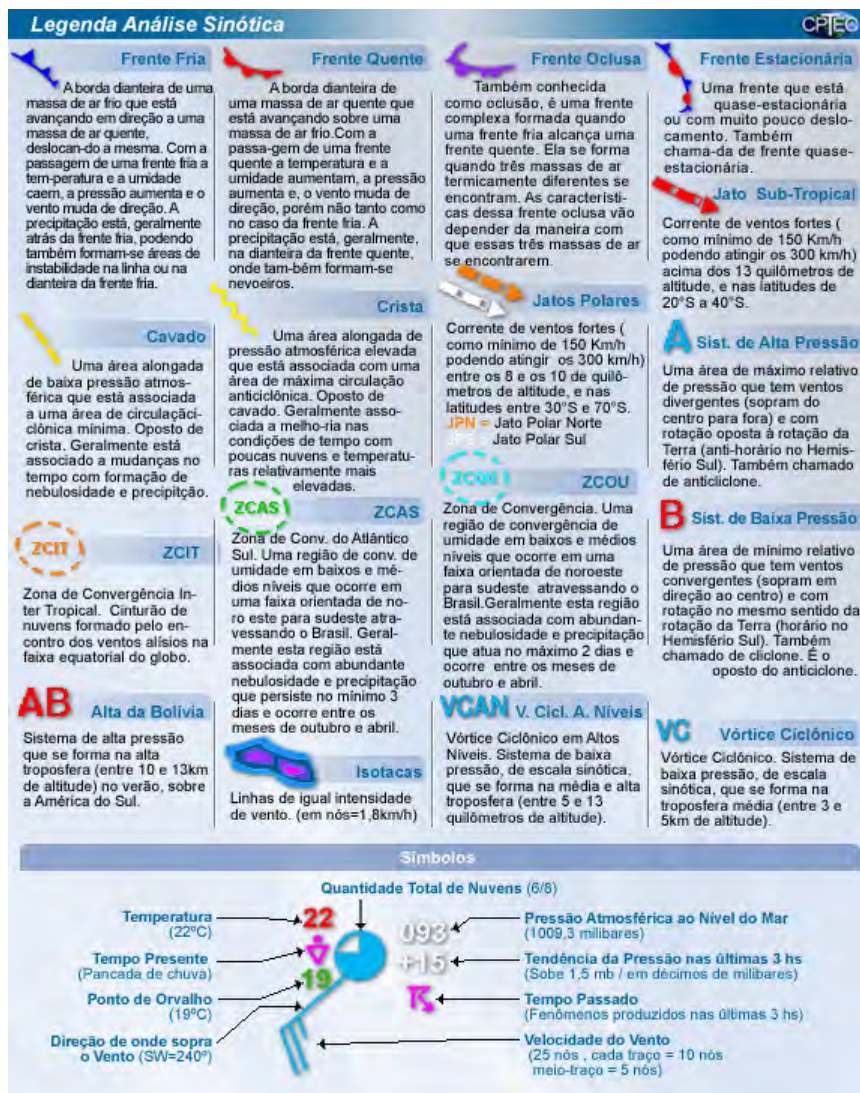 Legenda Análise Sinótica
CPTEC
Frente Fria
A borda dianteira de uma
massa de ar frio que está
avançando em direção a uma
massa de ar quente,
deslocan-do a mesma. Com a
passagem de uma frente fria a
tem-peratura e a umidade
caem, a pressão aumenta e o
vento muda de direção. A
precipitação está, geralmente
atrás da frente fria, podendo
também formam-se áreas de
instabilidade na linha ou na
dianteira da frente fria.
Frente Quente
A borda dianteira de
uma massa de ar quente que
está avançando sobre uma
massa de ar frio.Com a
passa-gem de uma frente
quente a temperatura e a
umidade aumentam, a pressão
aumenta e, o vento muda de
direção, porém não tanto como
no caso da frente fria. A
precipitação está, geralmente,
na dianteira da frente quente,
onde tam-bém formam-se
nevoeiros.
Frente Oclusa
Também conhecida
como oclusão, é uma frente
complexa formada quando
uma frente fria alcança uma
frente quente. Ela se forma
quando três massas de ar
termicamente diferentes se
encontram. As característi-
cas dessa frente oclusa vão
depender da maneira com
que essas três massas de ar
se encontrarem.
Frente Estacionária
Uma frente que está
quase-estacionária
ou com muito pouco deslo-
camento. Também
chama-da de frente quase-
estacionária.
Jato Sub-Tropical
Corrente de ventos fortes (
como mínimo de 150 Km/h
podendo atingir os 300 km/h)
acima dos 13 quilômetros de
altitude, e nas latitudes de
20°S a 40°S.
Cavado
Uma área alongada
de baixa pressão atmos-
férica que está associada
a uma área de circulaçãci-
clônica mínima. Oposto de
crista. Geralmente está
associado a mudanças no
tempo com formação de
nebulosidade e precipitção.
Crista
Uma área alongada de
pressão atmosférica elevada
que está associada com uma
área de máxima circulação
anticiclônica. Oposto de
cavado. Geralmente asso-
ciada a melho-ria nas
condições de tempo com
poucas nuvens e temperatu-
ras relativamente mais
elevadas.
Jatos Polares
Corrente de ventos fortes (
como mínimo de 150 Km/h
podendo atingir os 300 km/h)
entre os 8 e os 10 de quilô-
metros de altitude, e nas
latitudes entre 30°S e 70°S.
JPN = Jato Polar Norte
JPS = Jato Polar Sul
A Sist. de Alta Pressão
Uma área de máximo relativo
de pressão que tem ventos
divergentes (sopram do
centro para fora) e com
rotação oposta à rotação da
Terra (anti-horário no Hemis-
fério Sul). Também chamado
de anticliclone.
ZCIT
ZCIT
Zona de Convergência In-
ter Tropical. Cinturão de
nuvens formado pelo en-
contro dos ventos alísios na
faixa equatorial do globo.
ZCAS
ZCAS
Zona de Conv. do Atlântico
Sul. Uma região de conv. de
umidade em baixos e mé-
dios níveis que ocorre em
uma faixa orientada de no-
ro este para sudeste atra-
vessando o Brasil. Geral-
mente esta região está
associada com abundante
nebulosidade e precipitação
que persiste no mínimo 3
dias e ocorre entre os
meses de outubro e abril.
ZCOU
ZCOU
Zona de Convergência. Uma
região de convergência de
umidade em baixos e médios
níveis que ocorre em uma
faixa orientada de noroeste
para sudeste atravessando o
Brasil.Geralmente esta região
está associada com abundan-
te nebulosidade e precipitação
que atua no máximo 2 dias e
ocorre entre os meses de
outubro e abril.
B Sist. de Baixa Pressão
Uma área de mínimo relativo
de pressão que tem ventos
convergentes (sopram em
direção ao centro) e com
rotação no mesmo sentido da
rotação da Terra (horário no
Hemisfério Sul). Também
chamado de cliclone. É o
oposto do anticiclone.
AB Alta da Bolívia
Sistema de alta pressão
que se forma na alta
troposfera (entre 10 e 13km
de altitude) no verão, sobre
a América do Sul.
Isotacas
Linhas de igual intensidade
de vento. (em nós=1,8km/h)
VCAN V. Cicl. A. Níveis
Vórtice Ciclônico em Altos
Níveis. Sistema de baixa
pressão, de escala sinótica,
que se forma na média e alta
troposfera (entre 5 e 13
quilômetros de altitude).
VC Vórtice Ciclônico
Vórtice Ciclônico. Sistema de
baixa pressão, de escala
sinótica, que se forma na
troposfera média (entre 3 e
5km de altitude).
Símbolos
Quantidade Total de Nuvens (6/8)
Temperatura
(22ºC)
22
Tempo Presente
(Pancada de chuva)
Ponto de Orvalho
(19ºC)
19
Direção de onde sopra
o Vento (SW=240º)
093
Pressão Atmosférica ao Nível do Mar
(1009,3 milibares)
+15
Tendência da Pressão nas últimas 3 hs
(Sobe 1,5 mb / em décimos de milibares)
Tempo Passado
(Fenômenos produzidos nas últimas 3 hs)
Velocidade do Vento
(25 nós , cada traço = 10 nós
meio-traço = 5 nós)